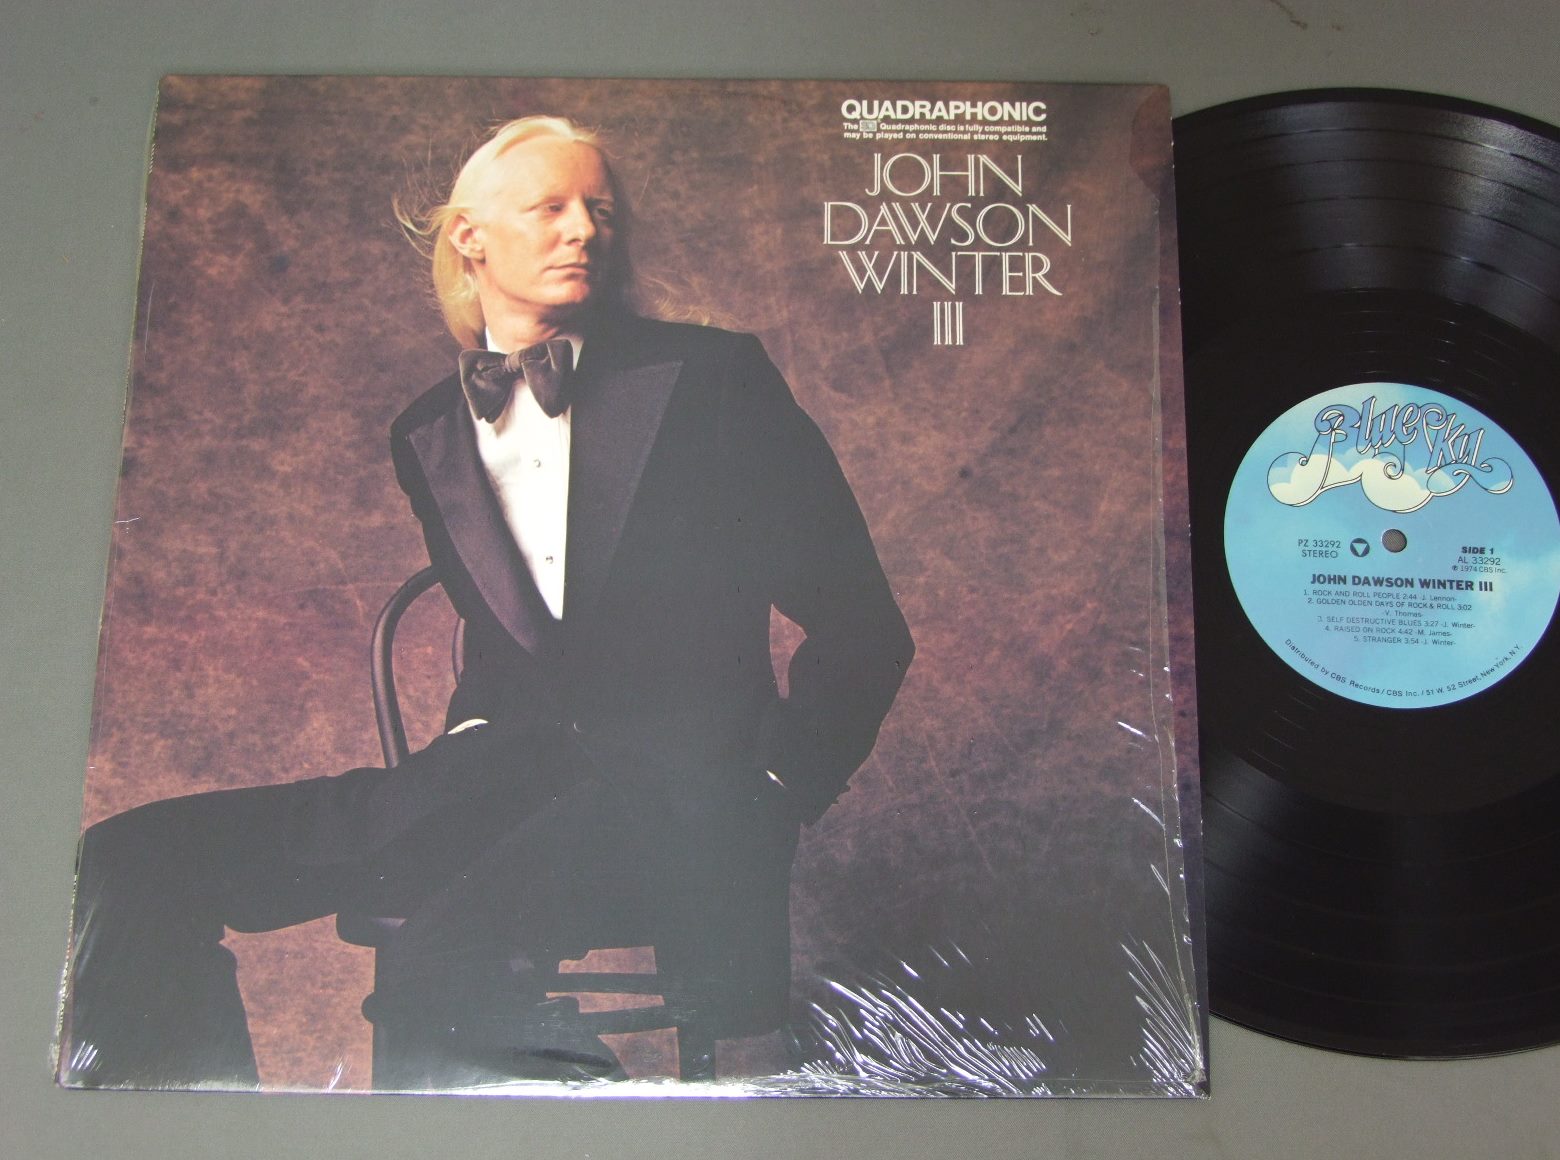 QUADRAPHONIC
The SQ Quadraphonic disc is fully compatible and
may be played on conventional stereo equipment.
JOHN
DAWSON
WINTER
III
Blue Sky
PZ 33292
STEREO
SIDE 1
AL 33292
℗ 1974 CBS Inc.
JOHN DAWSON WINTER III
1. ROCK AND ROLL PEOPLE 2:44 -J. Lennon-
2. GOLDEN OLDEN DAYS OF ROCK & ROLL 3:02
-V. Thomas-
3. SELF DESTRUCTIVE BLUES 3:27 -J. Winter-
4. RAISED ON ROCK 4:42 -M. James-
5. STRANGER 3:54 -J. Winter-
Distributed by CBS Records / CBS Inc. / 51 W. 52 Street, New York, N.Y.